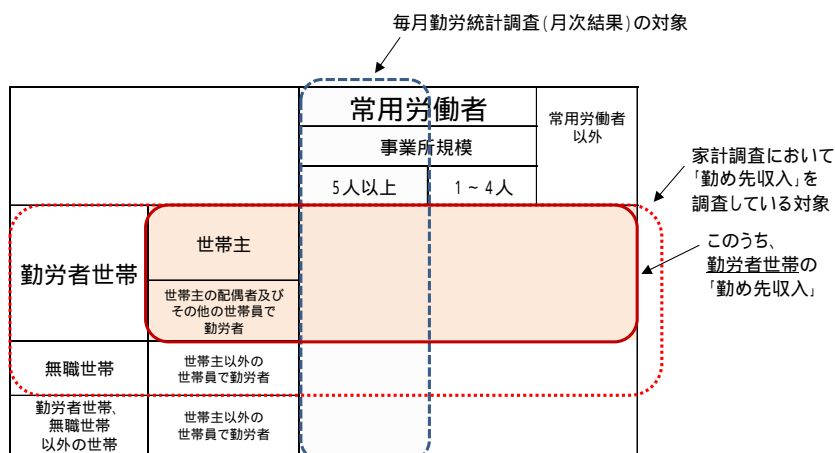 毎月勤労統計調査(月次結果)の対象
常用労働者
常用労働者
以外
事業所規模
5人以上
1~4人
家計調査において
「勤め先収入」を
調査している対象
このうち、
勤労者世帯の
「勤め先収入」
勤労者世帯
世帯主
世帯主の配偶者及び
その他の世帯員で
勤労者
無職世帯
世帯主以外の
世帯員で勤労者
勤労者世帯、
無職世帯
以外の世帯
世帯主以外の
世帯員で勤労者